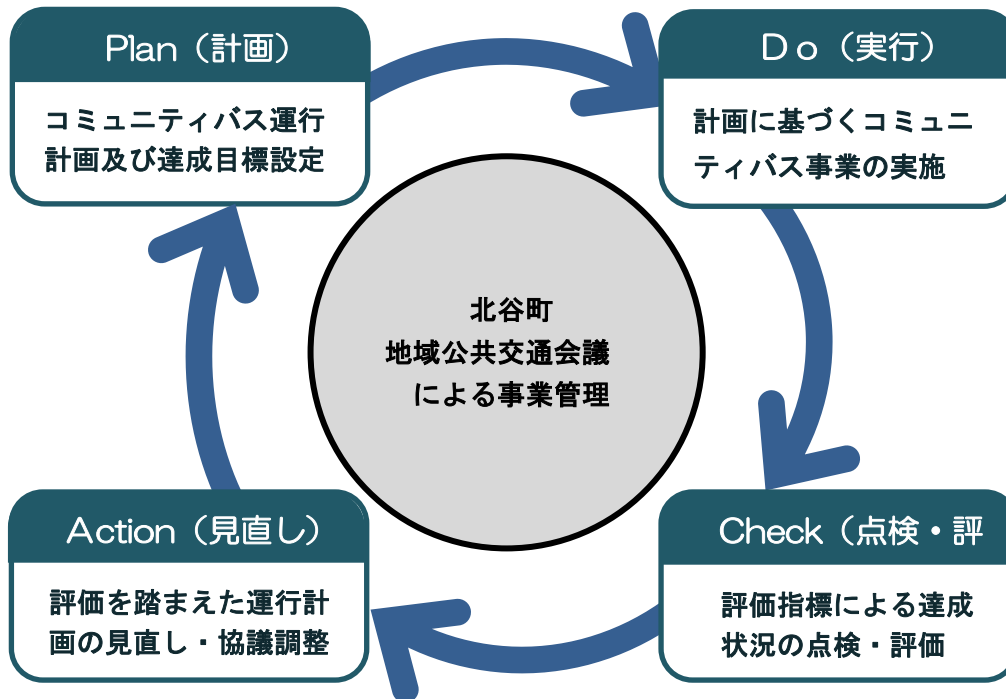 Plan（計画）
コミュニティバス運行
計画及び達成目標設定
Ｄｏ（実行）
計画に基づくコミュニ
ティバス事業の実施
北谷町
地域公共交通会議
による事業管理
Action（見直し）
評価を踏まえた運行計
画の見直し・協議調整
Check（点検・評
評価指標による達成
状況の点検・評価